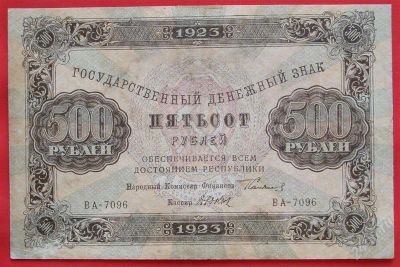 1923
ГОСУДАРСТВЕННЫЙ ДЕНЕЖНЫЙ ЗНАК
500
РУБЛЕЙ
ПЯТЬСОТ
РУБЛЕЙ
500
РУБЛЕЙ
ОБЕСПЕЧИВАЕТСЯ ВСЕМ
ДОСТОЯНИЕМ РЕСПУБЛИКИ
Народный Комиссар Финансов
Кассир
ВА-7096
ВА-7096
1923